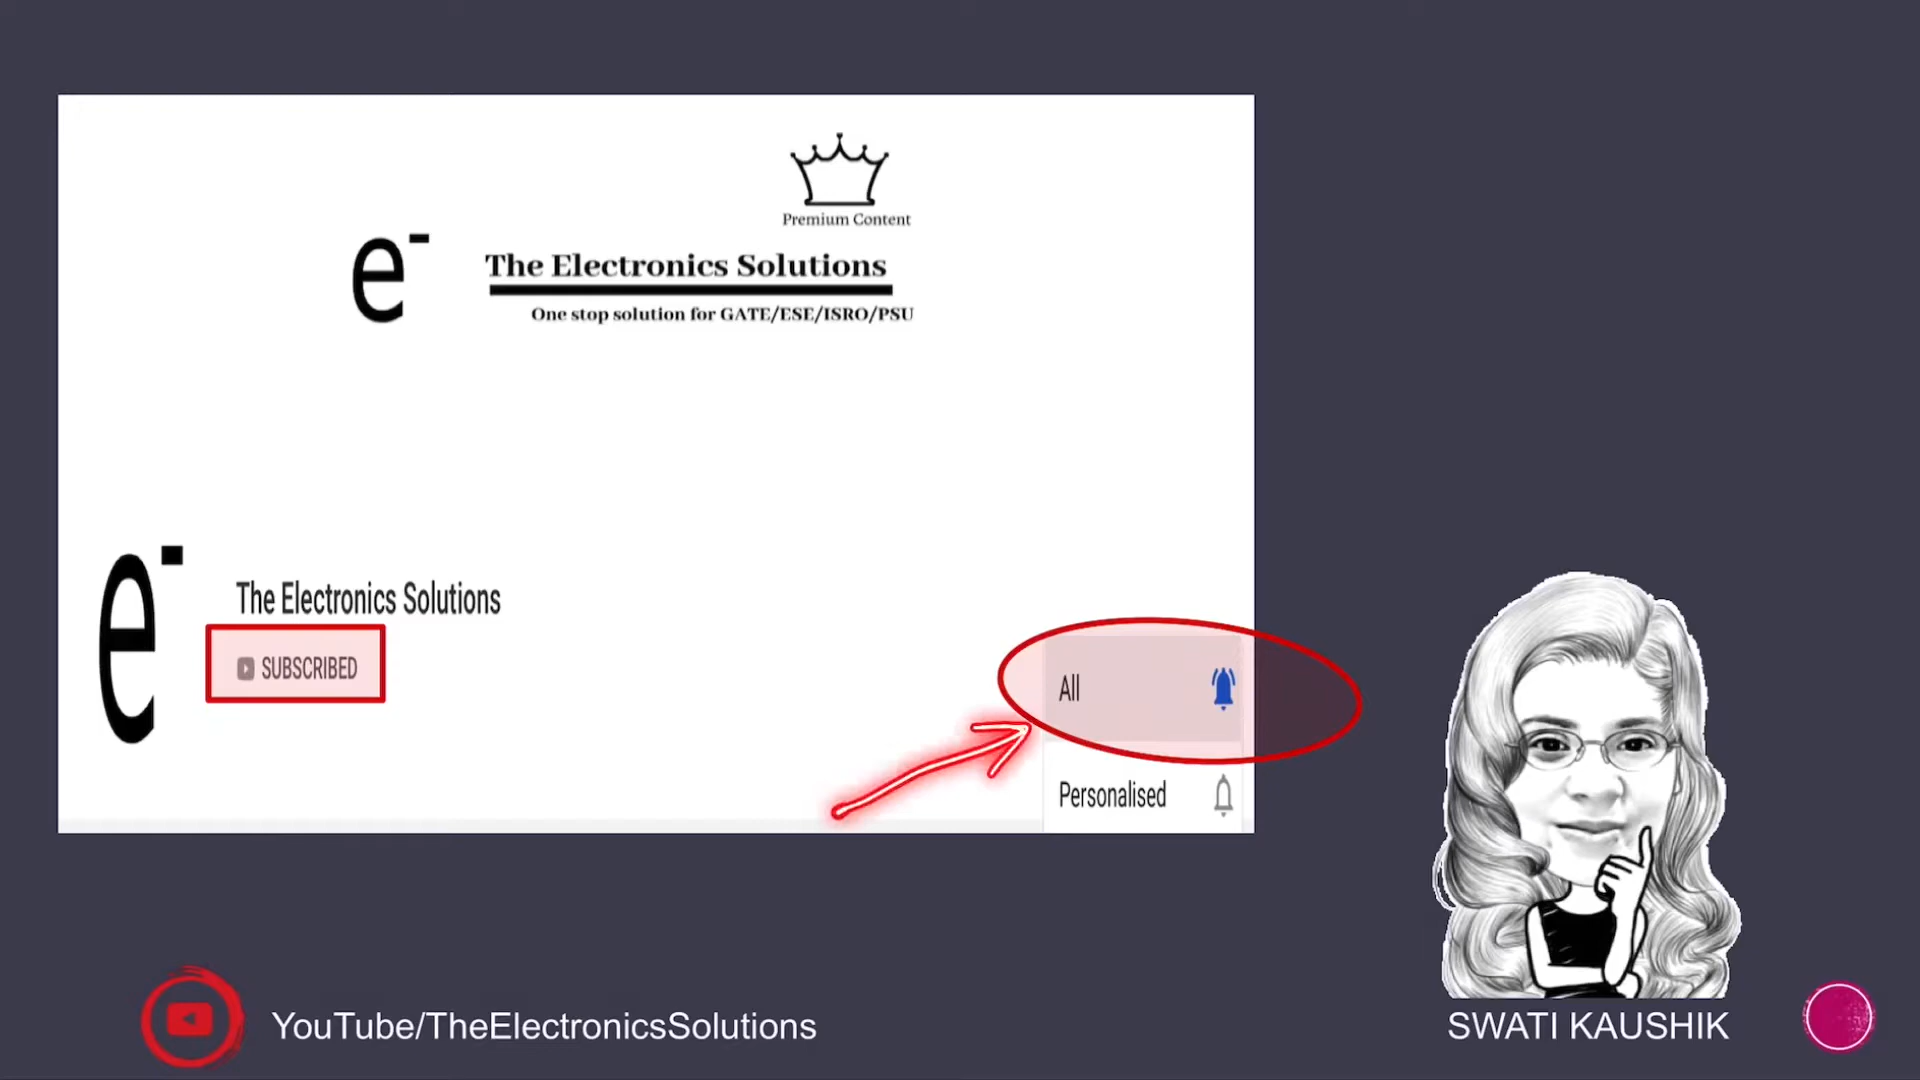 Premium Content
e-
The Electronics Solutions
One stop solution for GATE/ESE/ISRO/PSU
e-
The Electronics Solutions
SUBSCRIBED
All
Personalised
YouTube/TheElectronicsSolutions
SWATI KAUSHIK